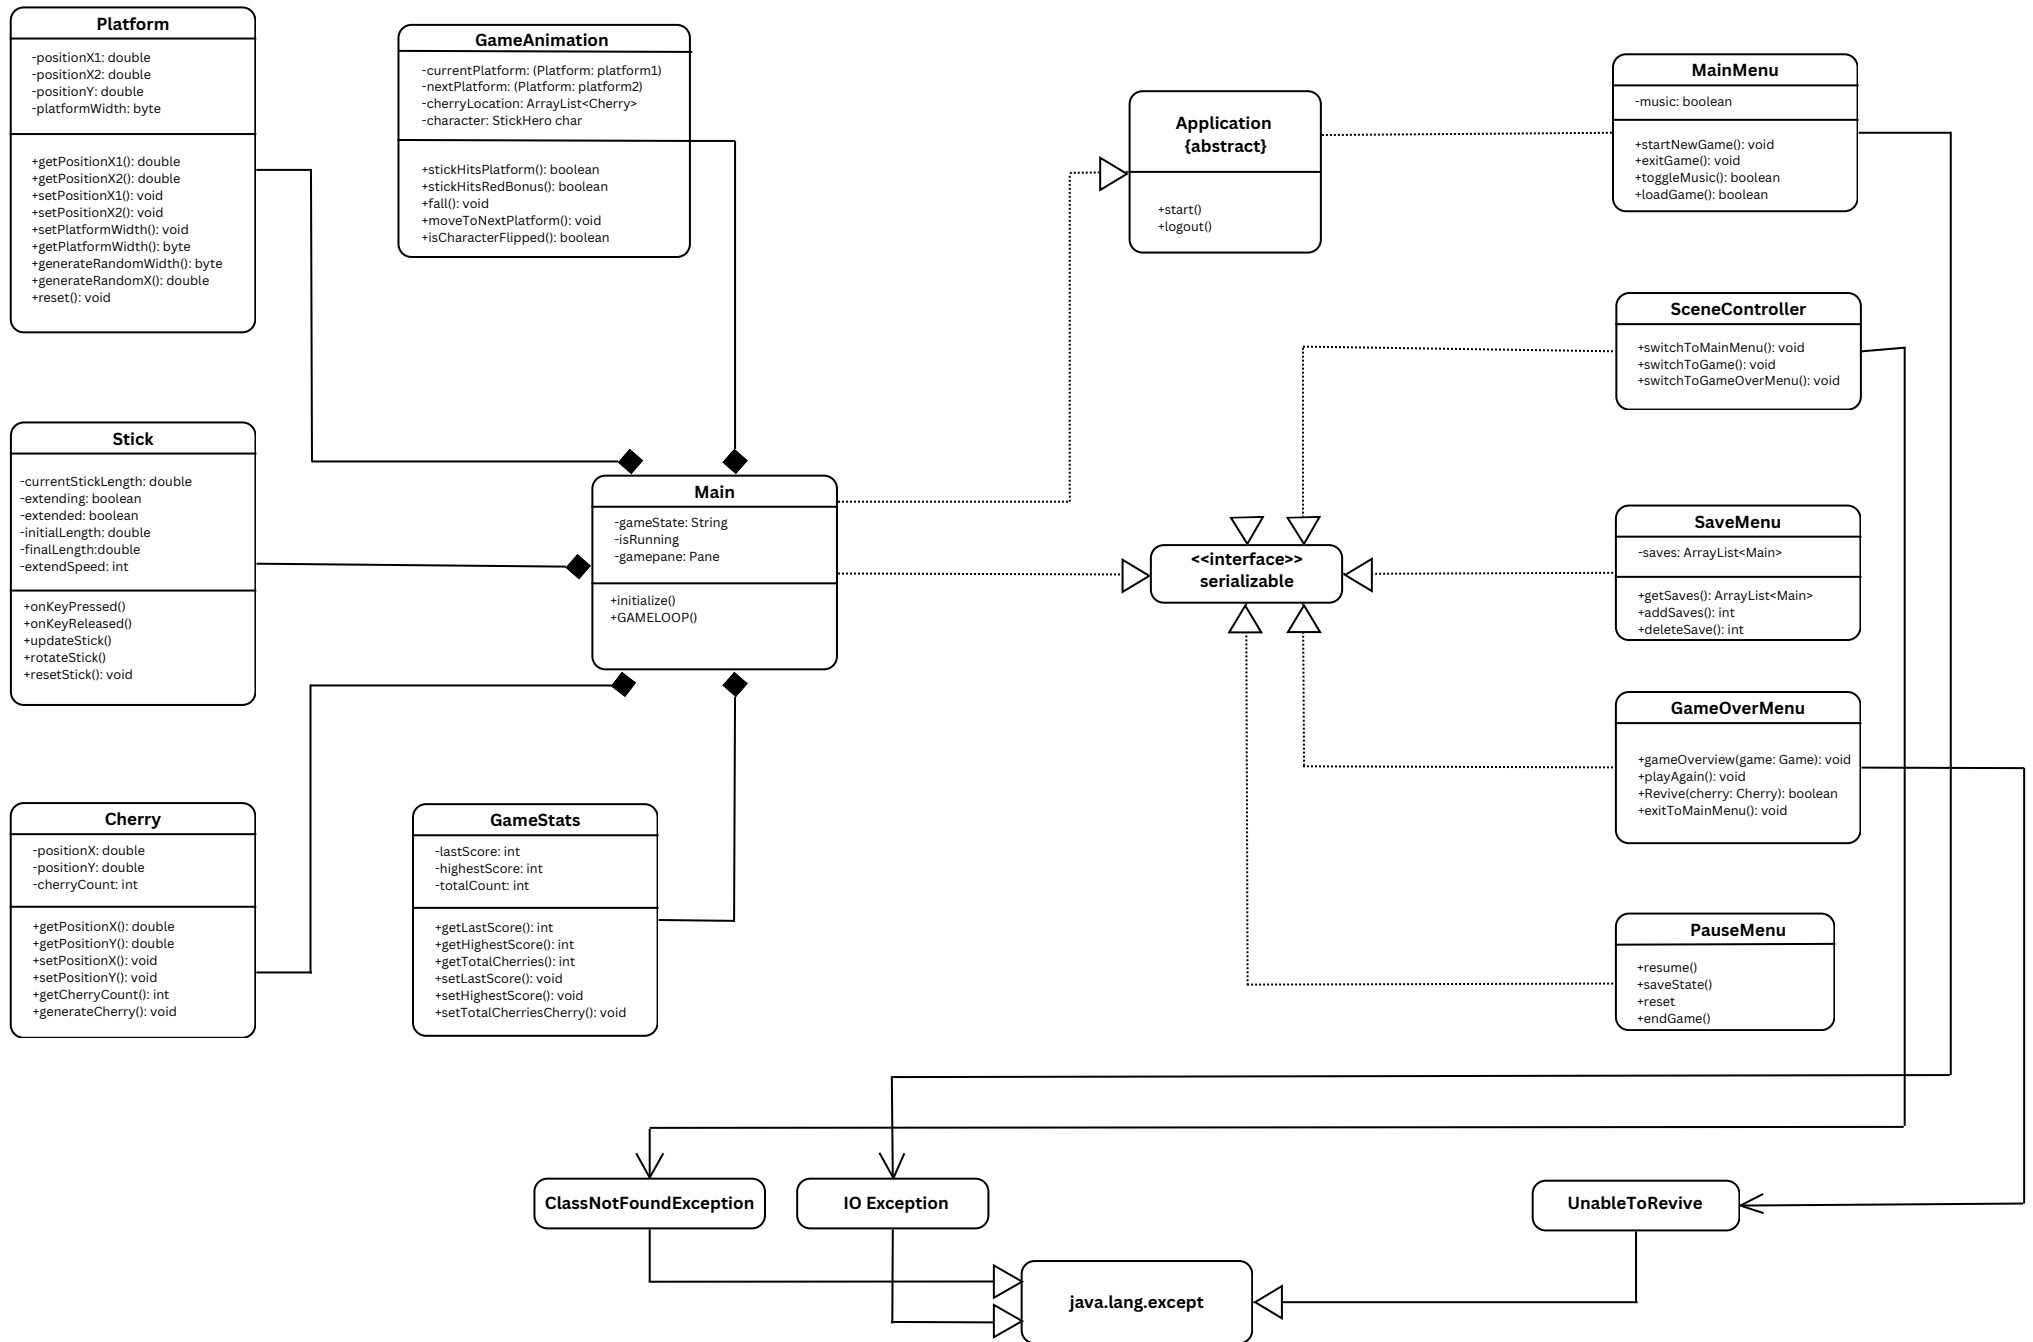 Platform
-positionX1: double
-positionX2: double
-positionY: double
-platformWidth: byte
+getPositionX1(): double
+getPositionX2(): double
+setPositionX1(): void
+setPositionX2(): void
+setPlatformWidth(): void
+getPlatformWidth(): byte
+generateRandomWidth(): byte
+generateRandomX(): double
+reset(): void
GameAnimation
-currentPlatform: (Platform: platform1)
-nextPlatform: (Platform: platform2)
-cherryLocation: ArrayList<Cherry>
-character: StickHero char
+stickHitsPlatform(): boolean
+stickHitsRedBonus(): boolean
+fall(): void
+moveToNextPlatform(): void
+isCharacterFlipped(): boolean
Application
{abstract}
+start()
+logout()
MainMenu
-music: boolean
+startNewGame(): void
+exitGame(): void
+toggleMusic(): boolean
+loadGame(): boolean
SceneController
+switchToMainMenu(): void
+switchToGame(): void
+switchToGameOverMenu(): void
Stick
-currentStickLength: double
-extending: boolean
-extended: boolean
-initialLength: double
-finalLength:double
-extendSpeed: int
+onKeyPressed()
+onKeyReleased()
+updateStick()
+rotateStick()
+resetStick(): void
Main
-gameState: String
-isRunning
-gamepane: Pane
+initialize()
+GAMELOOP()
<<interface>>
serializable
SaveMenu
-saves: ArrayList<Main>
+getSaves(): ArrayList<Main>
+addSaves(): int
+deleteSave(): int
GameOverMenu
+gameOverview(game: Game): void
+playAgain(): void
+Revive(cherry: Cherry): boolean
+exitToMainMenu(): void
Cherry
-positionX: double
-positionY: double
-cherryCount: int
+getPositionX(): double
+getPositionY(): double
+setPositionX(): void
+setPositionY(): void
+getCherryCount(): int
+generateCherry(): void
GameStats
-lastScore: int
-highestScore: int
-totalCount: int
+getLastScore(): int
+getHighestScore(): int
+getTotalCherries(): int
+setLastScore(): void
+setHighestScore(): void
+setTotalCherriesCherry(): void
PauseMenu
+resume()
+saveState()
+reset
+endGame()
ClassNotFoundException
IO Exception
UnableToRevive
java.lang.except